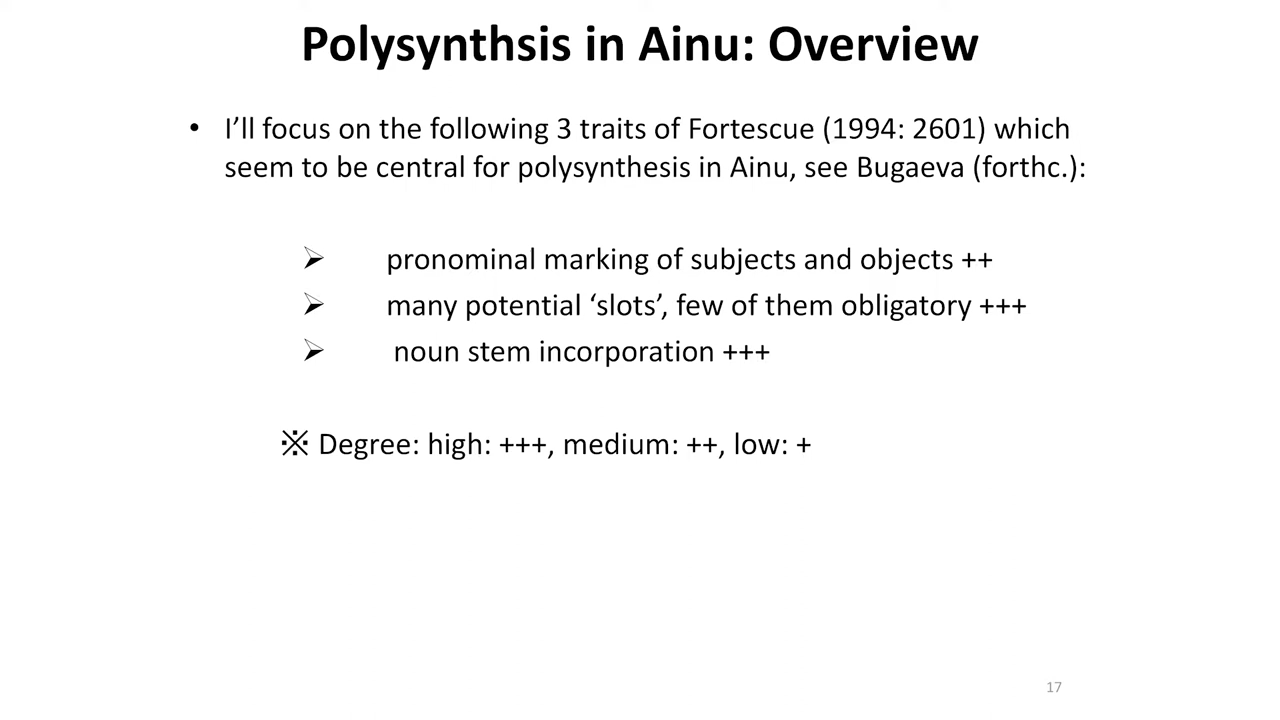 Polysynthsis in Ainu: Overview
• I’ll focus on the following 3 traits of Fortescue (1994: 2601) which
seem to be central for polysynthesis in Ainu, see Bugaeva (forthc.):
➢ pronominal marking of subjects and objects ++
➢ many potential ‘slots’, few of them obligatory +++
➢ noun stem incorporation +++
※ Degree: high: +++, medium: ++, low: +
17